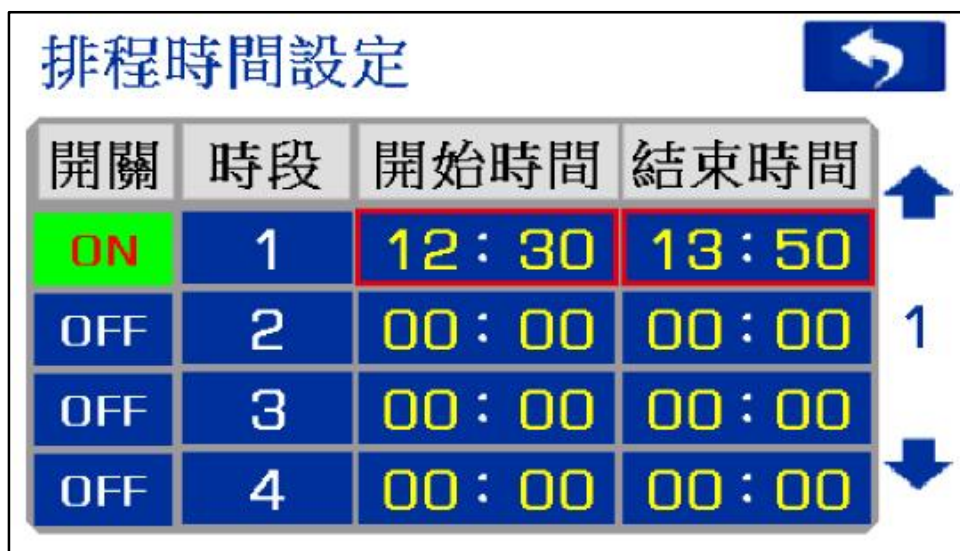 排程時間設定
開關 時段 開始時間 結束時間
ON 1 12:30 13:50
OFF 2 00:00 00:00 1
OFF 3 00:00 00:00
OFF 4 00:00 00:00